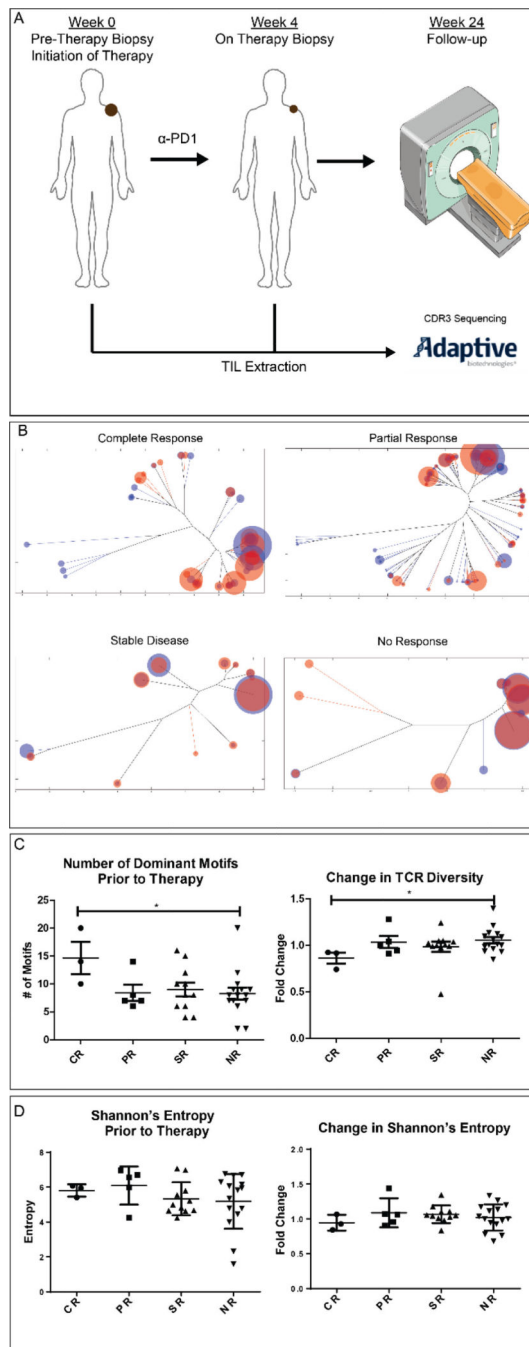 A
Week 0
Pre-Therapy Biopsy
Initiation of Therapy
Week 4
On Therapy Biopsy
Week 24
Follow-up
α-PD1
TIL Extraction
CDR3 Sequencing
Adaptive
biotechnologies
B
Complete Response
Partial Response
Stable Disease
No Response
C
Number of Dominant Motifs
Prior to Therapy
*
# of Motifs
25
20
15
10
5
0
CR
PR
SR
NR
Change in TCR Diversity
*
Fold Change
1.5
1.0
0.5
0.0
CR
PR
SR
NR
D
Shannon's Entropy
Prior to Therapy
Entropy
8
6
4
2
0
CR
PR
SR
NR
Change in Shannon's Entropy
Fold Change
2.0
1.5
1.0
0.5
0.0
CR
PR
SR
NR